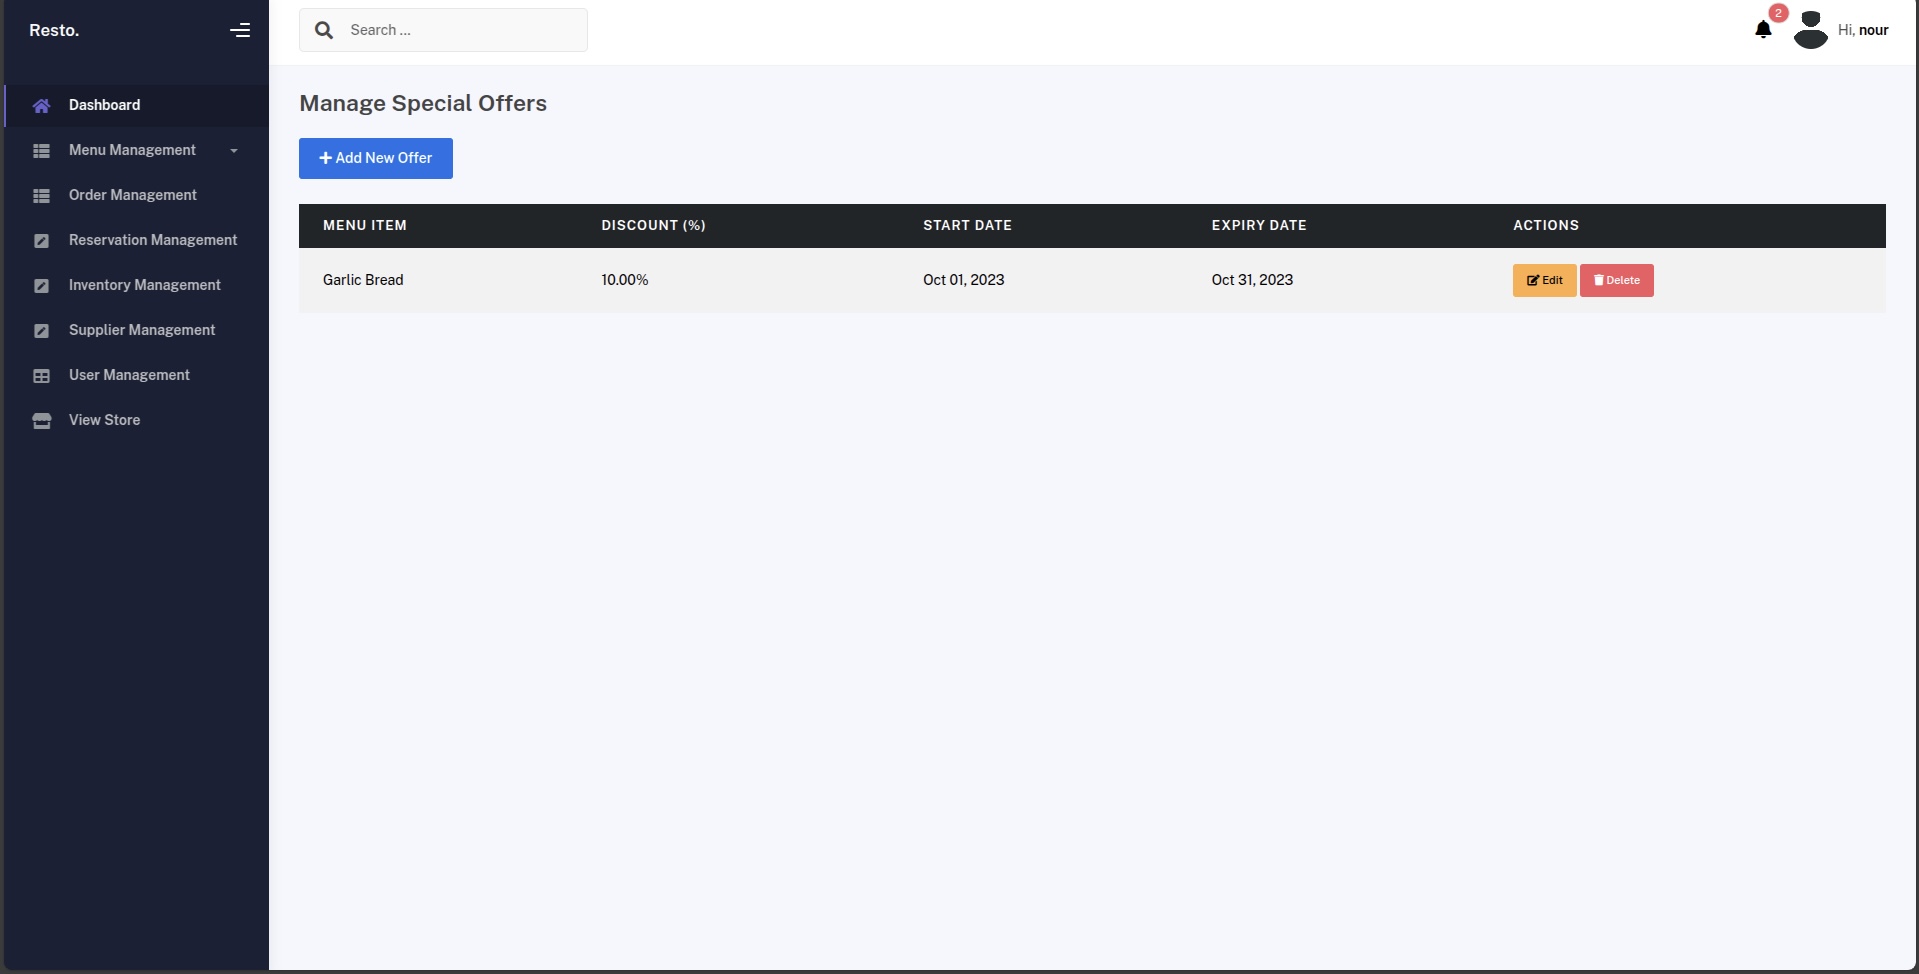 Resto.
Search ...
2
Hi, nour
Dashboard
Menu Management
Order Management
Reservation Management
Inventory Management
Supplier Management
User Management
View Store
Manage Special Offers
Add New Offer
MENU ITEM DISCOUNT (%) START DATE EXPIRY DATE ACTIONS
Garlic Bread 10.00% Oct 01, 2023 Oct 31, 2023 Edit Delete